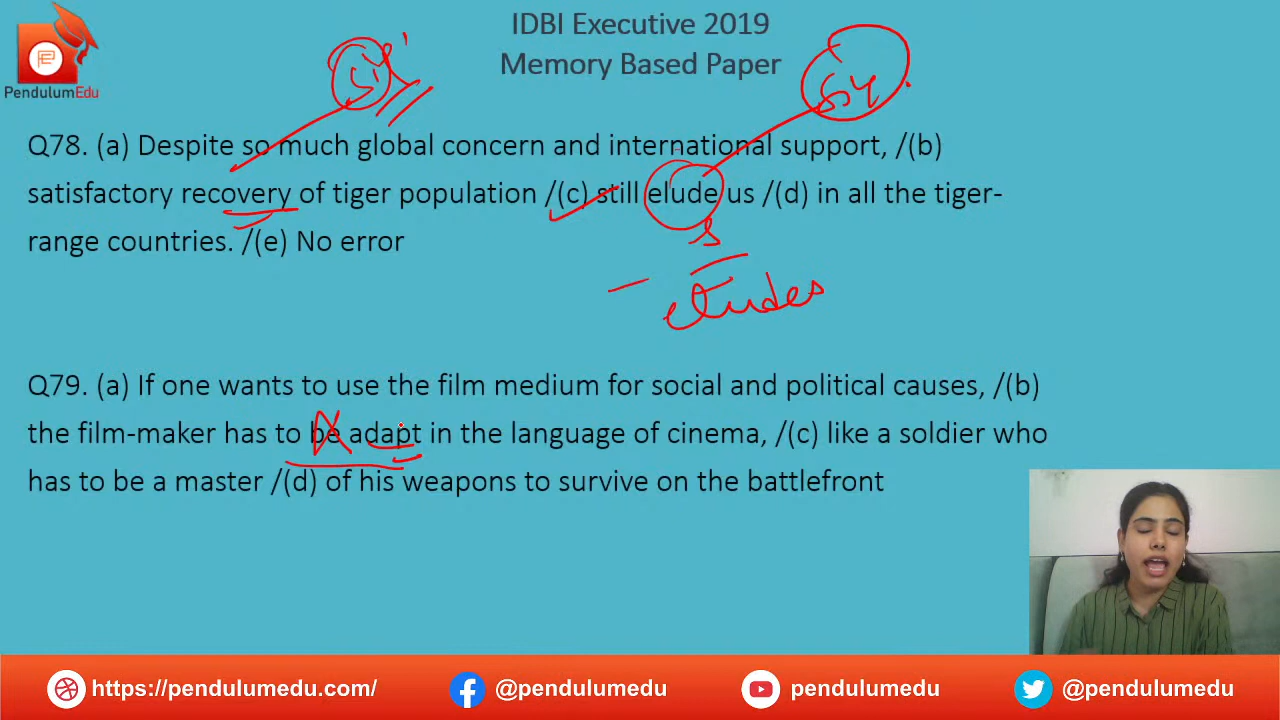 IDBI Executive 2019
Memory Based Paper
PendulumEdu
Q78. (a) Despite so much global concern and international support, /(b)
satisfactory recovery of tiger population /(c) still elude us /(d) in all the tiger-
range countries. /(e) No error
s
eludes
Q79. (a) If one wants to use the film medium for social and political causes, /(b)
the film-maker has to be adapt in the language of cinema, /(c) like a soldier who
has to be a master /(d) of his weapons to survive on the battlefront
https://pendulumedu.com/
@pendulumedu
pendulumedu
@pendulumedu